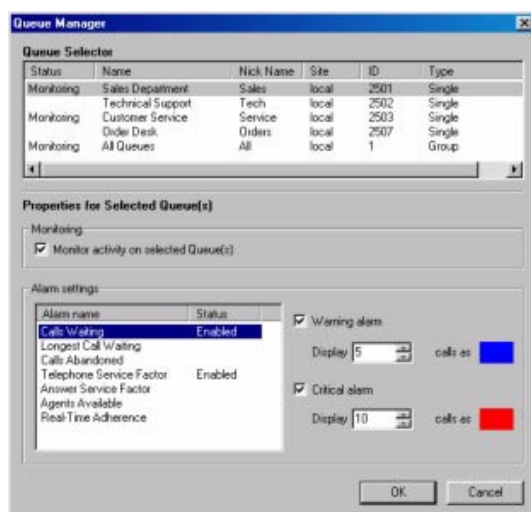 Queue Manager
Queue Selector
Status Name Nick Name Site ID Type
Monitoring Sales Department Sales local 2501 Single
Technical Support Tech local 2502 Single
Monitoring Customer Service Service local 2503 Single
Order Desk Orders local 2507 Single
Monitoring All Queues All local 1 Group
Properties for Selected Queue(s)
Monitoring
Monitor activity on selected Queue(s)
Alarm settings
Alarm name Status
Calls Waiting Enabled
Longest Call Waiting
Calls Abandoned
Telephone Service Factor Enabled
Answer Service Factor
Agents Available
Real-Time Adherence
Warning alarm
Display 5 calls as
Critical alarm
Display 10 calls as
OK Cancel